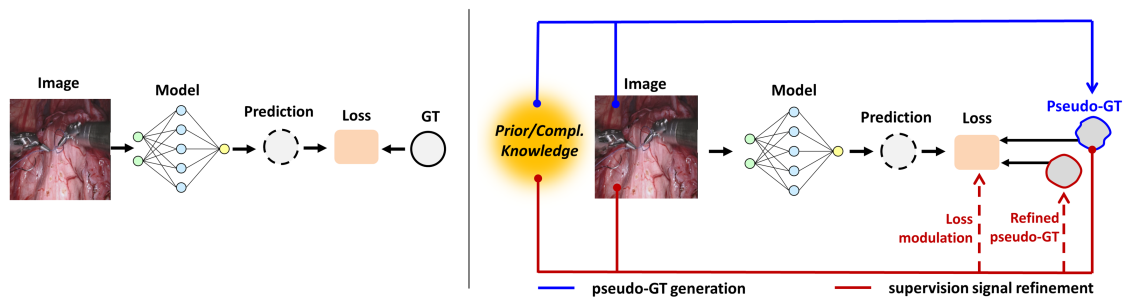 Image
Model
Prediction
Loss
GT
Prior/Compl.
Knowledge
Image
Model
Prediction
Loss
Pseudo-GT
Loss
modulation
Refined
pseudo-GT
pseudo-GT generation
supervision signal refinement